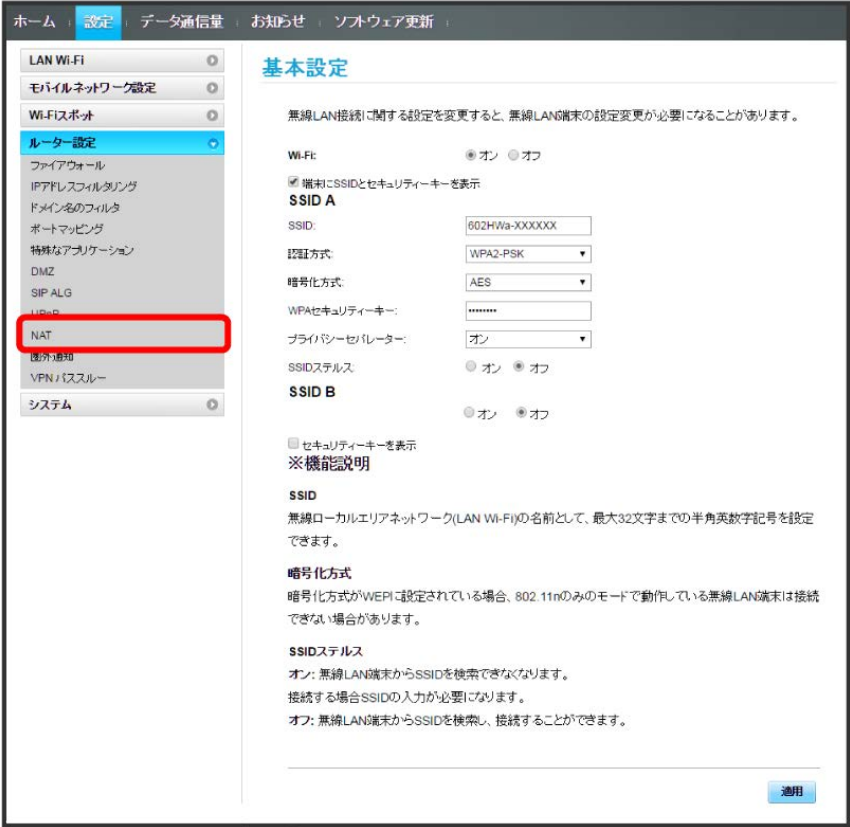 ホーム 設定 データ通信量 お知らせ ソフトウェア更新
LAN Wi-Fi
モバイルネットワーク設定
Wi-Fiスポット
ルーター設定
ファイアウォール
IPアドレスフィルタリング
ドメイン名のフィルタ
ポートマッピング
特殊なアプリケーション
DMZ
SIP ALG
UPnP
NAT
圏外通知
VPN パススルー
システム
基本設定
無線LAN接続に関する設定を変更すると、無線LAN端末の設定変更が必要になることがあります。
Wi-Fi: オン オフ
端末にSSIDとセキュリティーキーを表示
SSID A
SSID: 602HWa-XXXXXX
認証方式: WPA2-PSK
暗号化方式: AES
WPAセキュリティーキー: ········
プライバシーセパレーター: オン
SSIDステルス: オン オフ
SSID B
オン オフ
セキュリティーキーを表示
※機能説明
SSID
無線ローカルエリアネットワーク(LAN Wi-Fi)の名前として、最大32文字までの半角英数字記号を設定
できます。
暗号化方式
暗号化方式がWEPに設定されている場合、802.11nのみのモードで動作している無線LAN端末は接続
できない場合があります。
SSIDステルス
オン: 無線LAN端末からSSIDを検索できなくなります。
接続する場合SSIDの入力が必要になります。
オフ: 無線LAN端末からSSIDを検索し、接続することができます。
適用